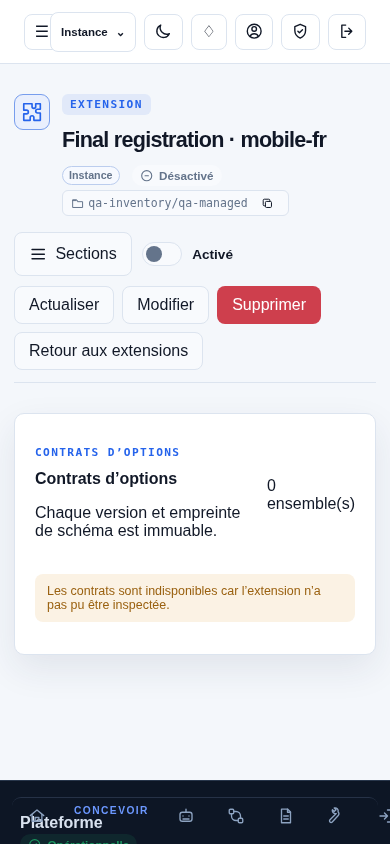 Instance
EXTENSION
Final registration · mobile-fr
Instance
Désactivé
qa-inventory/qa-managed
Sections
Activé
Actualiser
Modifier
Supprimer
Retour aux extensions
CONTRATS D’OPTIONS
Contrats d’options
0
ensemble(s)
Chaque version et empreinte
de schéma est immuable.
Les contrats sont indisponibles car l'extension n'a
pas pu être inspectée.
CONCEVOIR
Plateforme
Opérationnelle